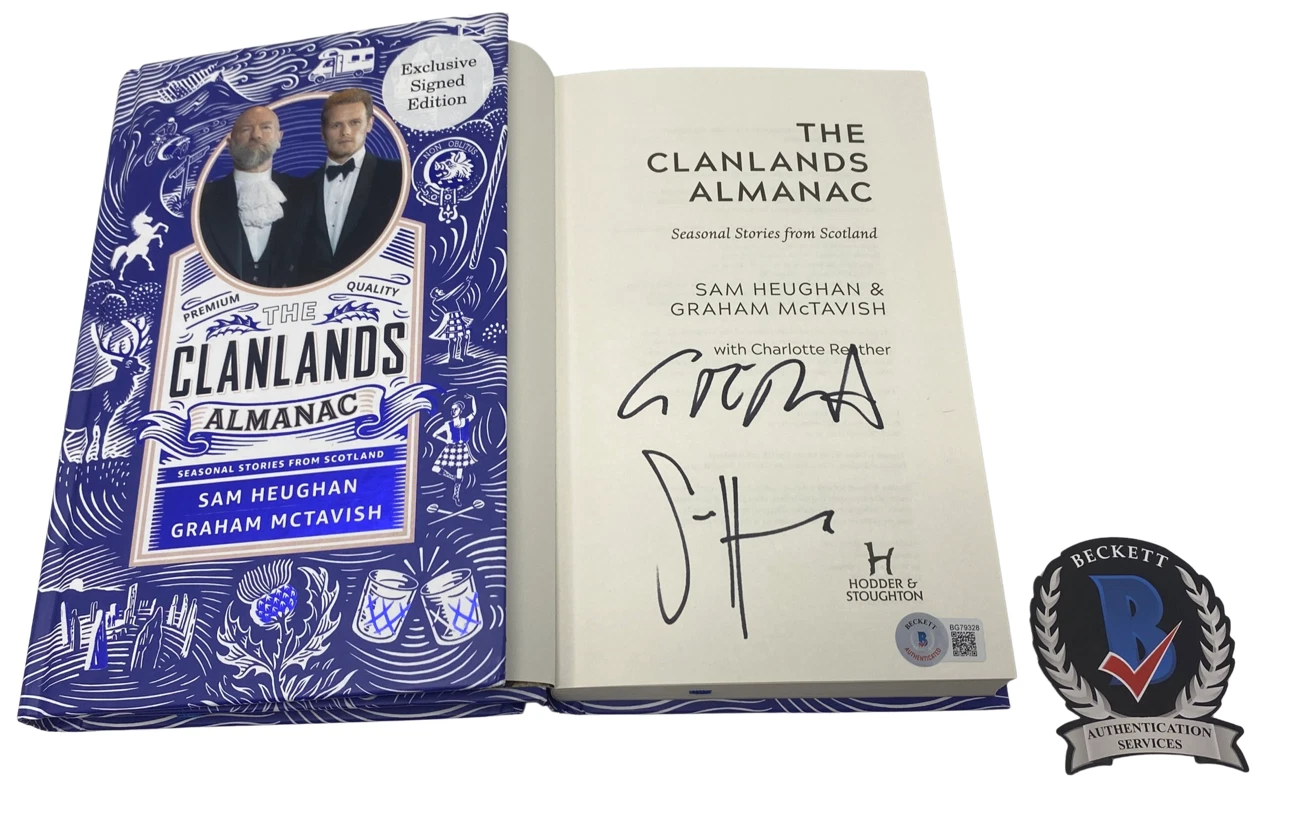 Exclusive
Signed
Edition
NON OBLITUS
PREMIUM QUALITY
THE
CLANLANDS
ALMANAC
SEASONAL STORIES FROM SCOTLAND
SAM HEUGHAN
GRAHAM MCTAVISH
THE
CLANLANDS
ALMANAC
Seasonal Stories from Scotland
SAM HEUGHAN &
GRAHAM McTAVISH
with Charlotte Reather
H
HODDER &
STOUGHTON
BECKETT
B
AUTHENTICATED
BG79328
BECKETT
B
AUTHENTICATION
SERVICES